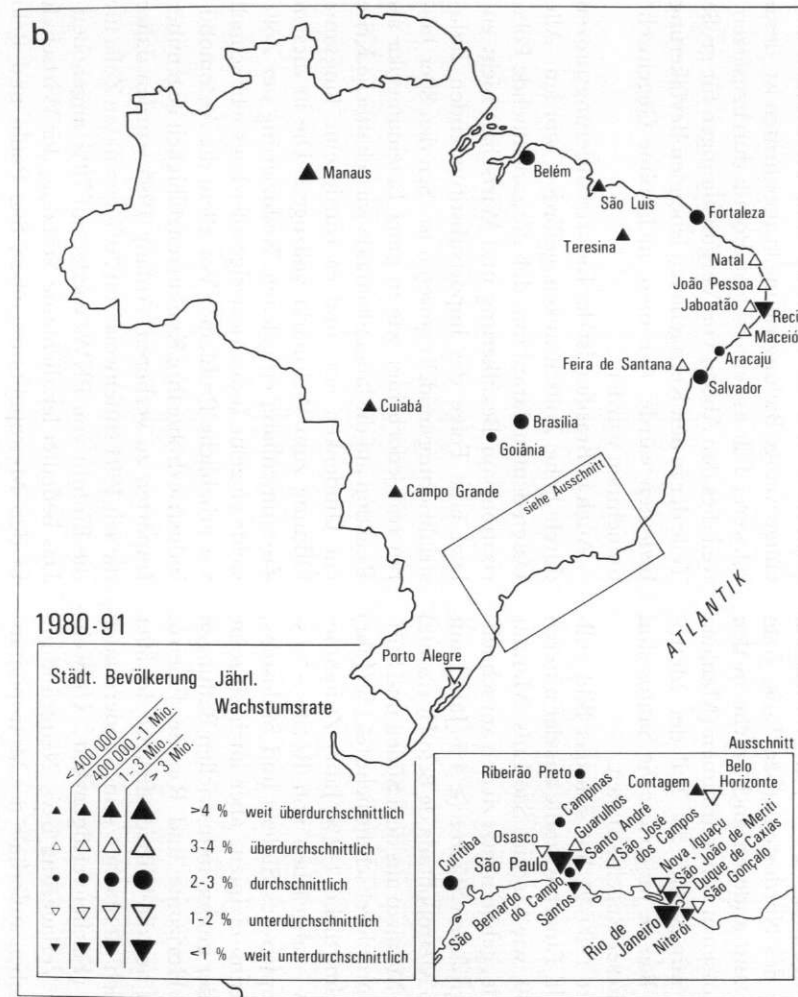 b
Manaus
Belém
São Luis
Fortaleza
Teresina
Natal
João Pessoa
Jaboatão
Reci
Maceió
Aracaju
Feira de Santana
Salvador
Cuiabá
Brasília
Goiânia
Campo Grande
siehe Ausschnitt
ATLANTIK
Porto Alegre
1980-91
Städt. Bevölkerung
Jährl.
Wachstumsrate
< 400 000
400 000 - 1 Mio.
1 - 3 Mio.
> 3 Mio.
>4 % weit überdurchschnittlich
3-4 % überdurchschnittlich
2-3 % durchschnittlich
1-2 % unterdurchschnittlich
<1 % weit unterdurchschnittlich
Ausschnitt
Ribeirão Preto
Contagem
Belo
Horizonte
Campinas
Guarulhos
Osasco
Santo André
São José
dos Campos
São Paulo
Curitiba
São Bernardo
do Campo
Santos
Nova Iguaçu
São João de Meriti
Duque de Caxias
São Gonçalo
Rio de
Janeiro
Niterói